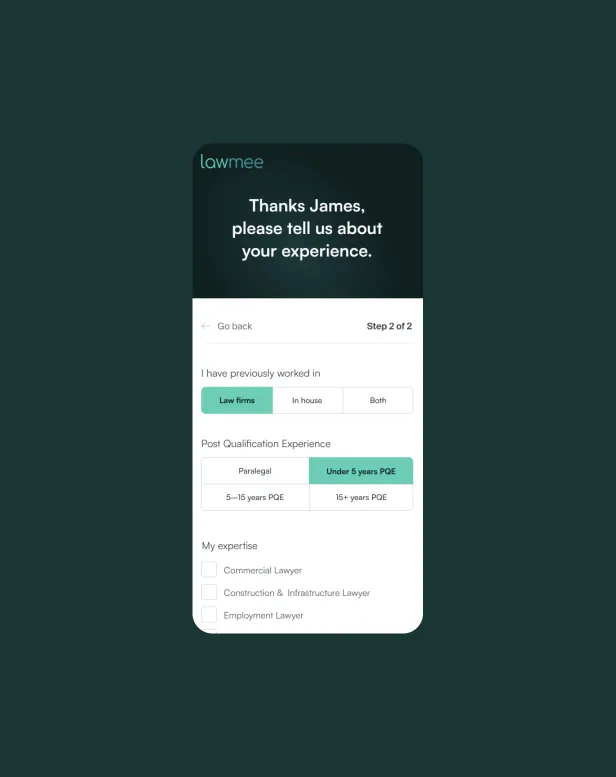 lawmee
Thanks James,
please tell us about
your experience.
← Go back
Step 2 of 2
I have previously worked in
Law firms
In house
Both
Post Qualification Experience
Paralegal
Under 5 years PQE
5–15 years PQE
15+ years PQE
My expertise
Commercial Lawyer
Construction & Infrastructure Lawyer
Employment Lawyer